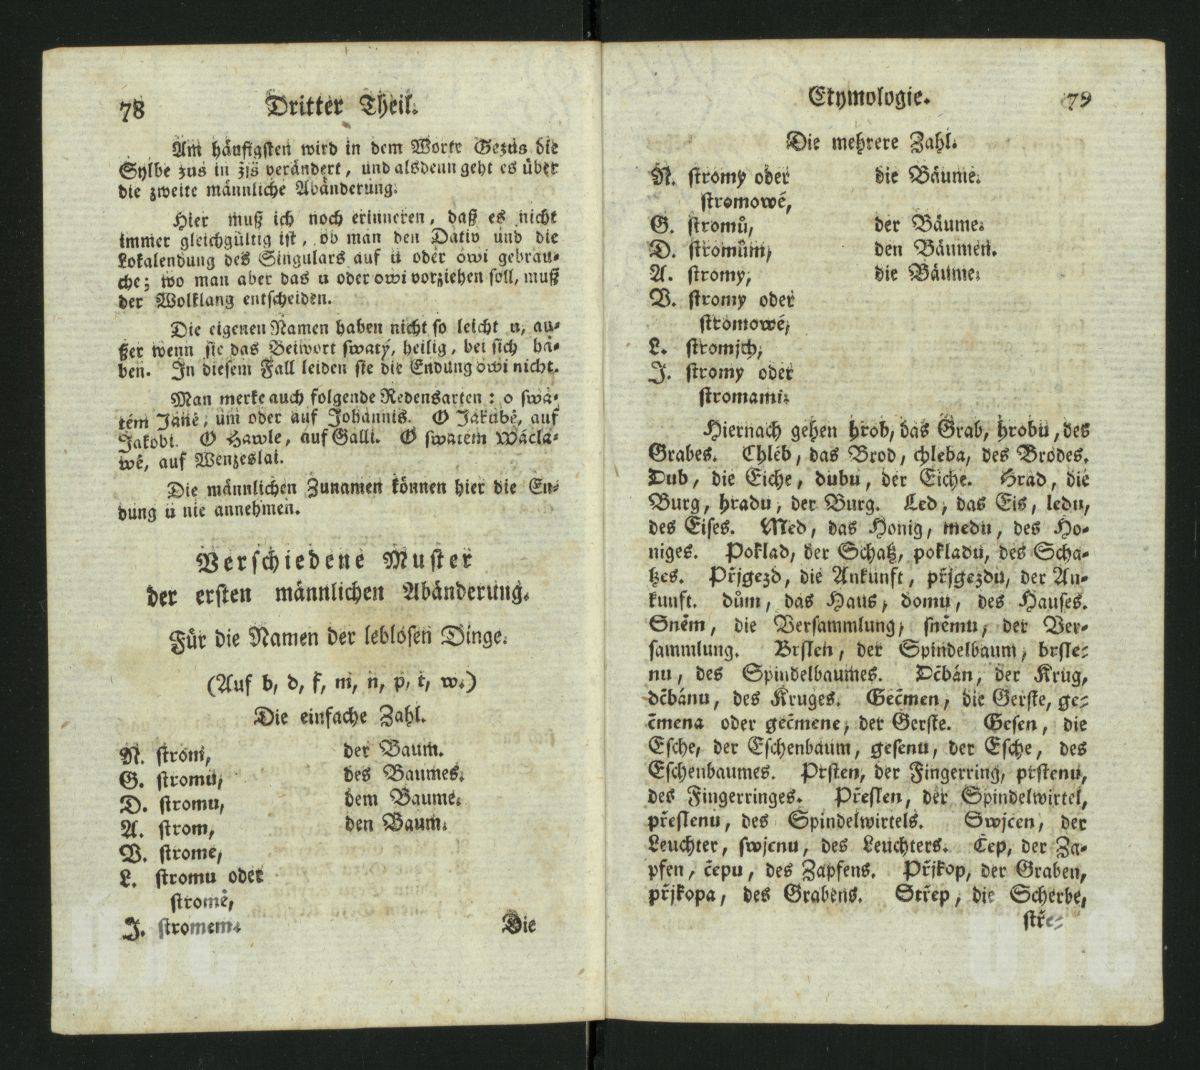 78 Dritter Theil.
Am häufigsten wird in dem Worte Gezus die
Sylbe zus in žjš verändert, und alsdenn geht es über
die zweite männliche Abänderung.
Hier muß ich noch erinneren, daß es nicht
immer gleichgültig ist, ob man den Dativ und die
Lokalendung des Singulars auf u oder owi gebrau-
che; wo man aber das u oder owi vorziehen soll, muß
der Wolklang entscheiden.
Die eigenen Namen haben nicht so leicht u, au-
ßer wenn sie das Beiwort swatý, heilig, bei sich ha-
ben. In diesem Fall leiden sie die Endung owi nicht.
Man merke auch folgende Redensarten: o swa-
tém Janě, um oder auf Johannis. O Jakubě, auf
Jakobi. O Hawle, auf Galli. O swatem Wácla-
wě, auf Wenzeslai.
Die männlichen Zunamen können hier die En-
dung u nie annehmen.
Verschiedene Muster
der ersten männlichen Abänderung.
Für die Namen der leblosen Dinge.
(Auf b, d, f, m, n, p, t, w.)
Die einfache Zahl.
N. strom, der Baum.
G. stromu, des Baumes.
D. stromu, dem Baume.
A. strom, den Baum.
V. strome,
L. stromu oder
stromě,
J. stromem.
Die
Etymologie. 79
Die mehrere Zahl.
N. stromy oder die Bäume.
stromowé,
G. stromů, der Bäume.
D. stromům, den Bäumen.
A. stromy, die Bäume.
V. stromy oder
stromowé,
L. stromjch,
J. stromy oder
stromami.
Hiernach gehen hrob, das Grab, hrobu, des
Grabes. Chléb, das Brod, chleba, des Brodes.
Dub, die Eiche, dubu, der Eiche. Hrad, die
Burg, hradu, der Burg. Led, das Eis, ledu,
des Eises. Med, das Honig, medu, des Ho-
niges. Poklad, der Schatz, pokladu, des Scha-
tzes. Přjgezd, die Ankunft, přjgezdu, der An-
kunft. dům, das Haus, domu, des Hauses.
Sněm, die Versammlung, sněmu, der Ver-
sammlung. Brslen, der Spindelbaum, brsle-
nu, des Spindelbaumes. Dčbán, der Krug,
dčbánu, des Kruges. Gečmen, die Gerste, ge-
čmena oder gečmene, der Gerste. Gesen, die
Esche, der Eschenbaum, gesenu, der Esche, des
Eschenbaumes. Prsten, der Fingerring, prstenu,
des Fingerringes. Přeslen, der Spindelwirtel,
přeslenu, des Spindelwirtels. Swjcen, der
Leuchter, swjcnu, des Leuchters. Čep, der Za-
pfen, čepu, des Zapfens. Přjkop, der Graben,
přjkopa, des Grabens. Střep, die Scherbe,
stře-